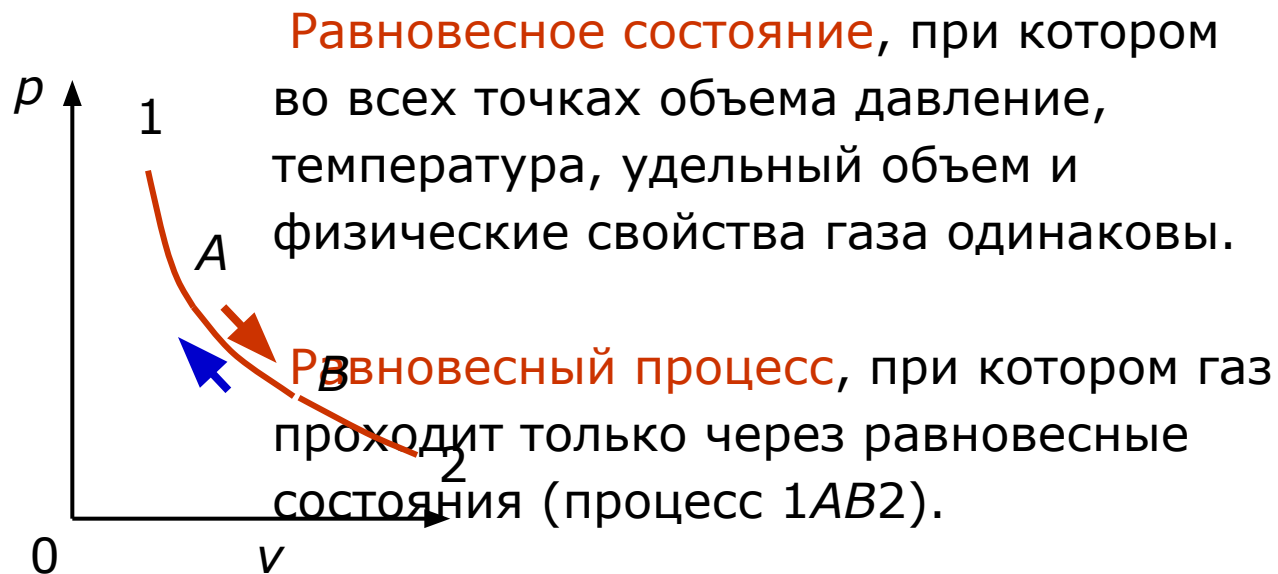 Равновесное состояние, при котором
во всех точках объема давление,
температура, удельный объем и
физические свойства газа одинаковы.
Равновесный процесс, при котором газ
проходит только через равновесные
состояния (процесс 1АВ2).
p
1
A
B
2
0
v